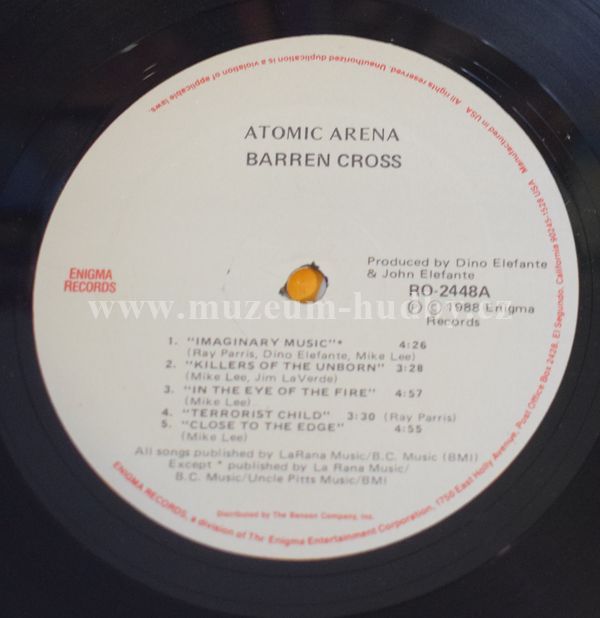 Manufactured in USA All rights reserved. Unauthorized duplication is a violation of applicable laws.
ATOMIC ARENA
BARREN CROSS
Produced by Dino Elefante
& John Elefante
ENIGMA
RECORDS
RO-2448A
℗ © 1988 Enigma
Records
www.muzeum-hudby.cz
1. "IMAGINARY MUSIC"* 4:26
(Ray Parris, Dino Elefante, Mike Lee)
2. "KILLERS OF THE UNBORN" 3:28
(Mike Lee, Jim LaVerde)
3. "IN THE EYE OF THE FIRE" 4:57
(Mike Lee)
4. "TERRORIST CHILD" 3:30 (Ray Parris)
5. "CLOSE TO THE EDGE" 4:55
(Mike Lee)
All songs published by LaRana Music/B.C. Music (BMI)
Except * published by La Rana Music/
B.C. Music/Uncle Pitts Music/BMI
Distributed by The Benson Company, Inc.
ENIGMA RECORDS, a division of The Enigma Entertainment Corporation, 1750 East Holly Avenue, Post Office Box 2428, El Segundo, California 90245-1528 USA